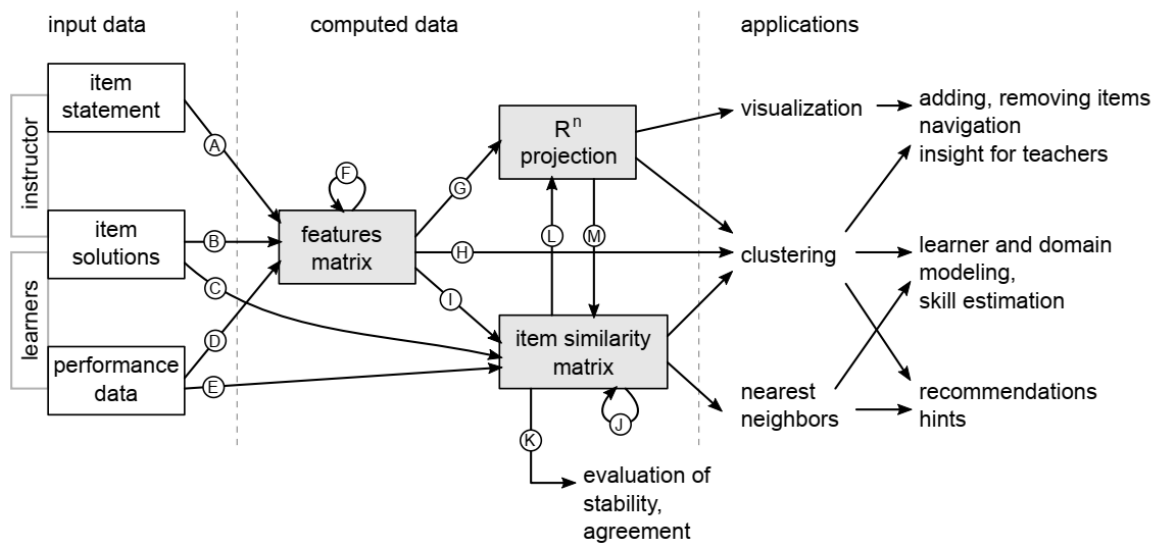 input data
computed data
applications
instructor
learners
item
statement
item
solutions
performance
data
A
B
C
D
E
F
features
matrix
G
H
I
R^n
projection
L
M
item similarity
matrix
J
K
evaluation of
stability,
agreement
visualization
clustering
nearest
neighbors
adding, removing items
navigation
insight for teachers
learner and domain
modeling,
skill estimation
recommendations
hints